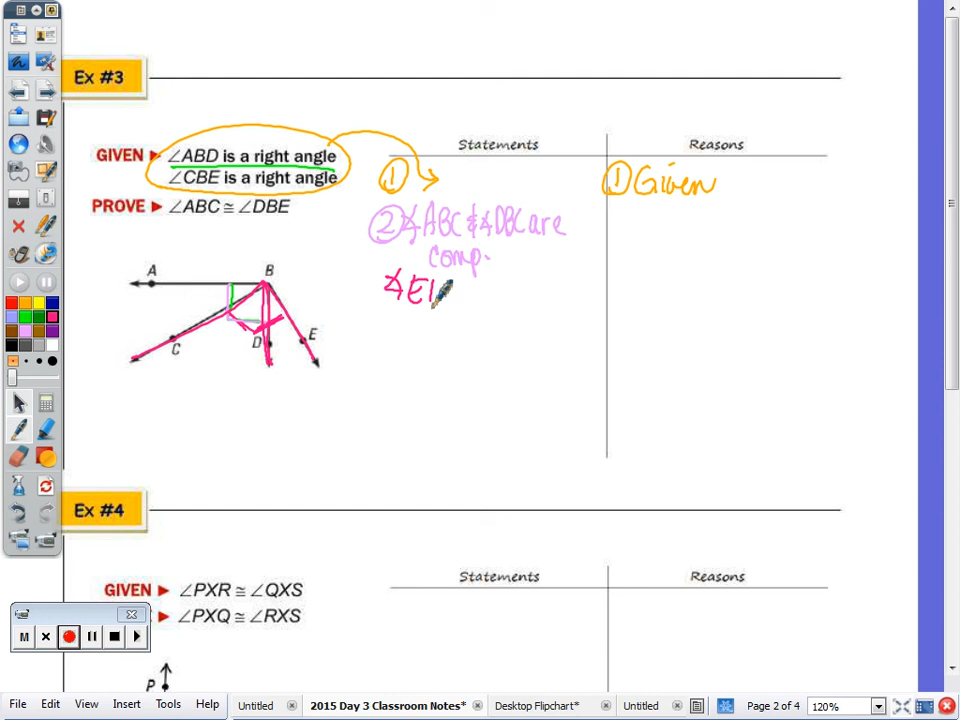 Ex #3
GIVEN ► ∠ABD is a right angle
∠CBE is a right angle
PROVE ► ∠ABC ≅ ∠DBE
Statements Reasons
① ① Given
② ∡ABC & ∡DBC are
comp.
∡E
A B
C D E
Ex #4
GIVEN ► ∠PXR ≅ ∠QXS
► ∠PXQ ≅ ∠RXS
Statements Reasons
P
M
File Edit View Insert Tools Help Untitled 2015 Day 3 Classroom Notes* Desktop Flipchart* Untitled Page 2 of 4 120%